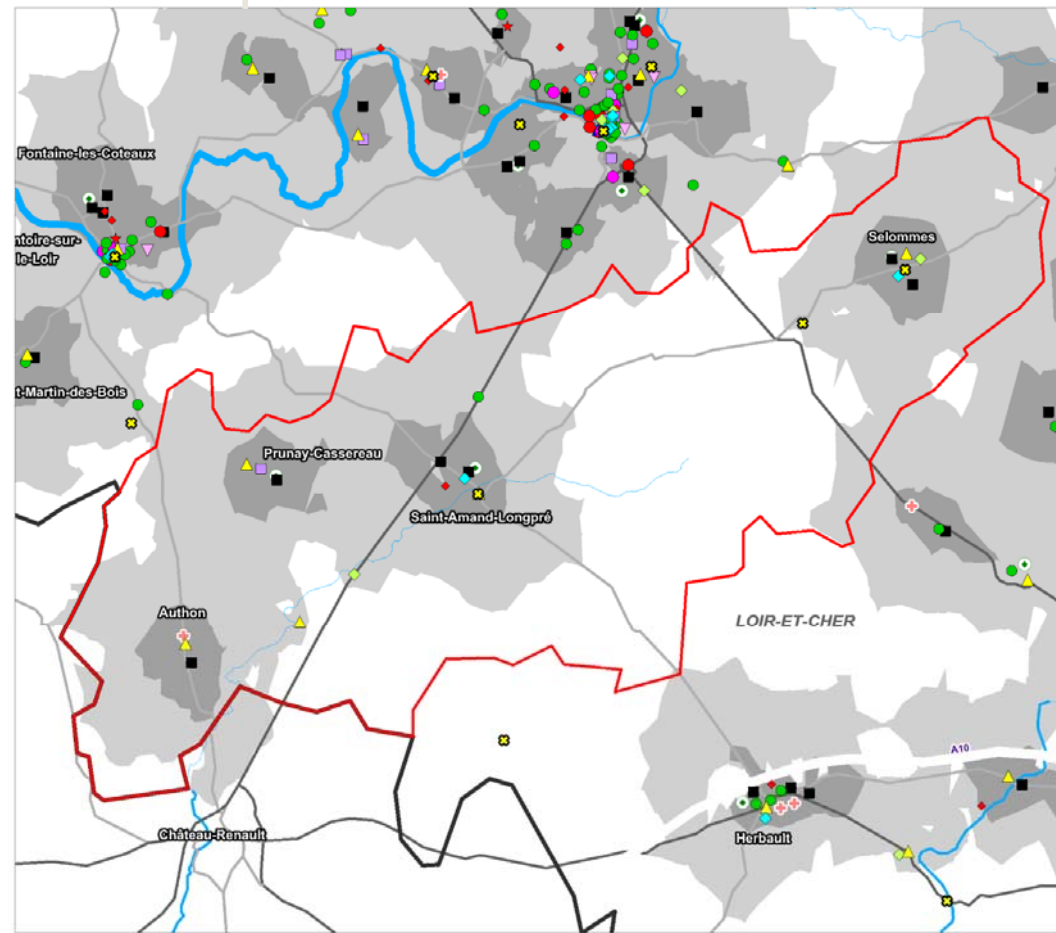 Fontaine-les-Coteaux
ntoire-sur-
le-Loir
Selommes
t-Martin-des-Bois
Prunay-Cassereau
Saint-Amand-Longpré
Authon
LOIR-ET-CHER
A10
Château-Renault
Herbault